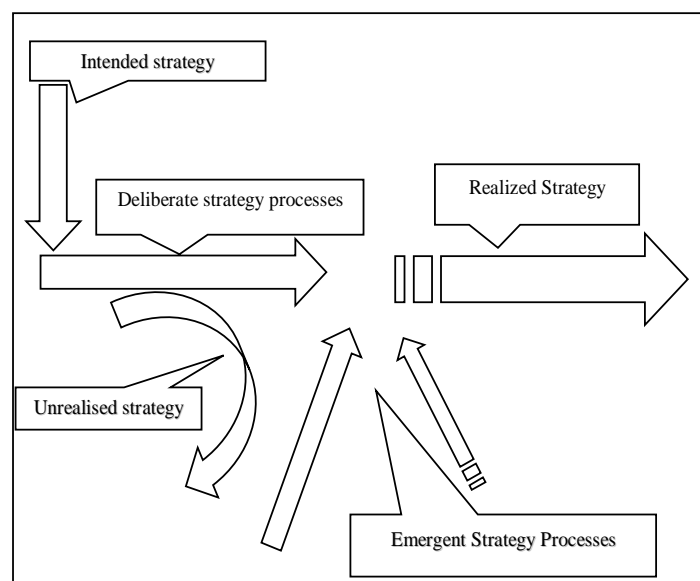 Intended strategy
Deliberate strategy processes
Realized Strategy
Unrealised strategy
Emergent Strategy Processes